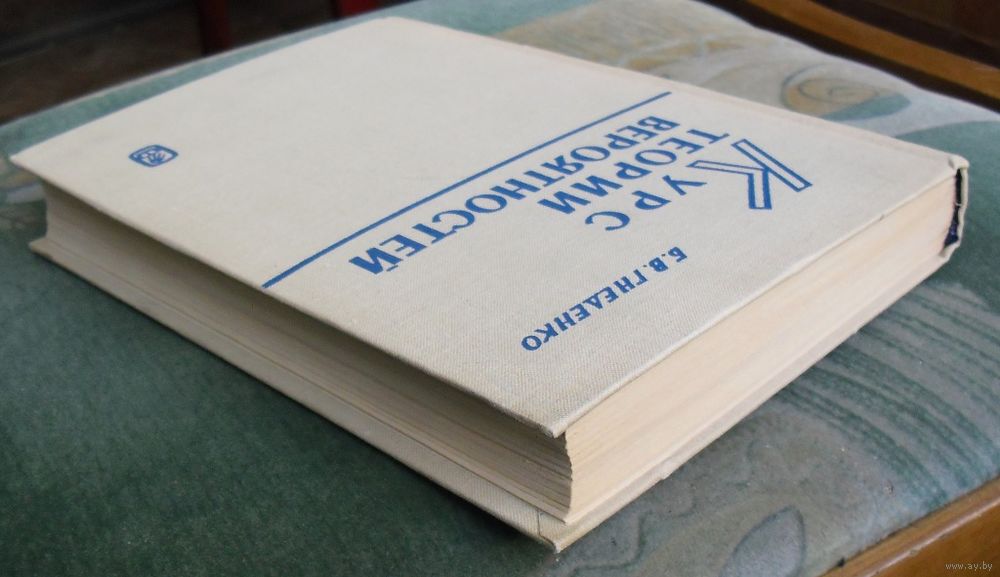 Б. В. ГНЕДЕНКО
КУРС
ТЕОРИИ
ВЕРОЯТНОСТЕЙ
www.ay.by